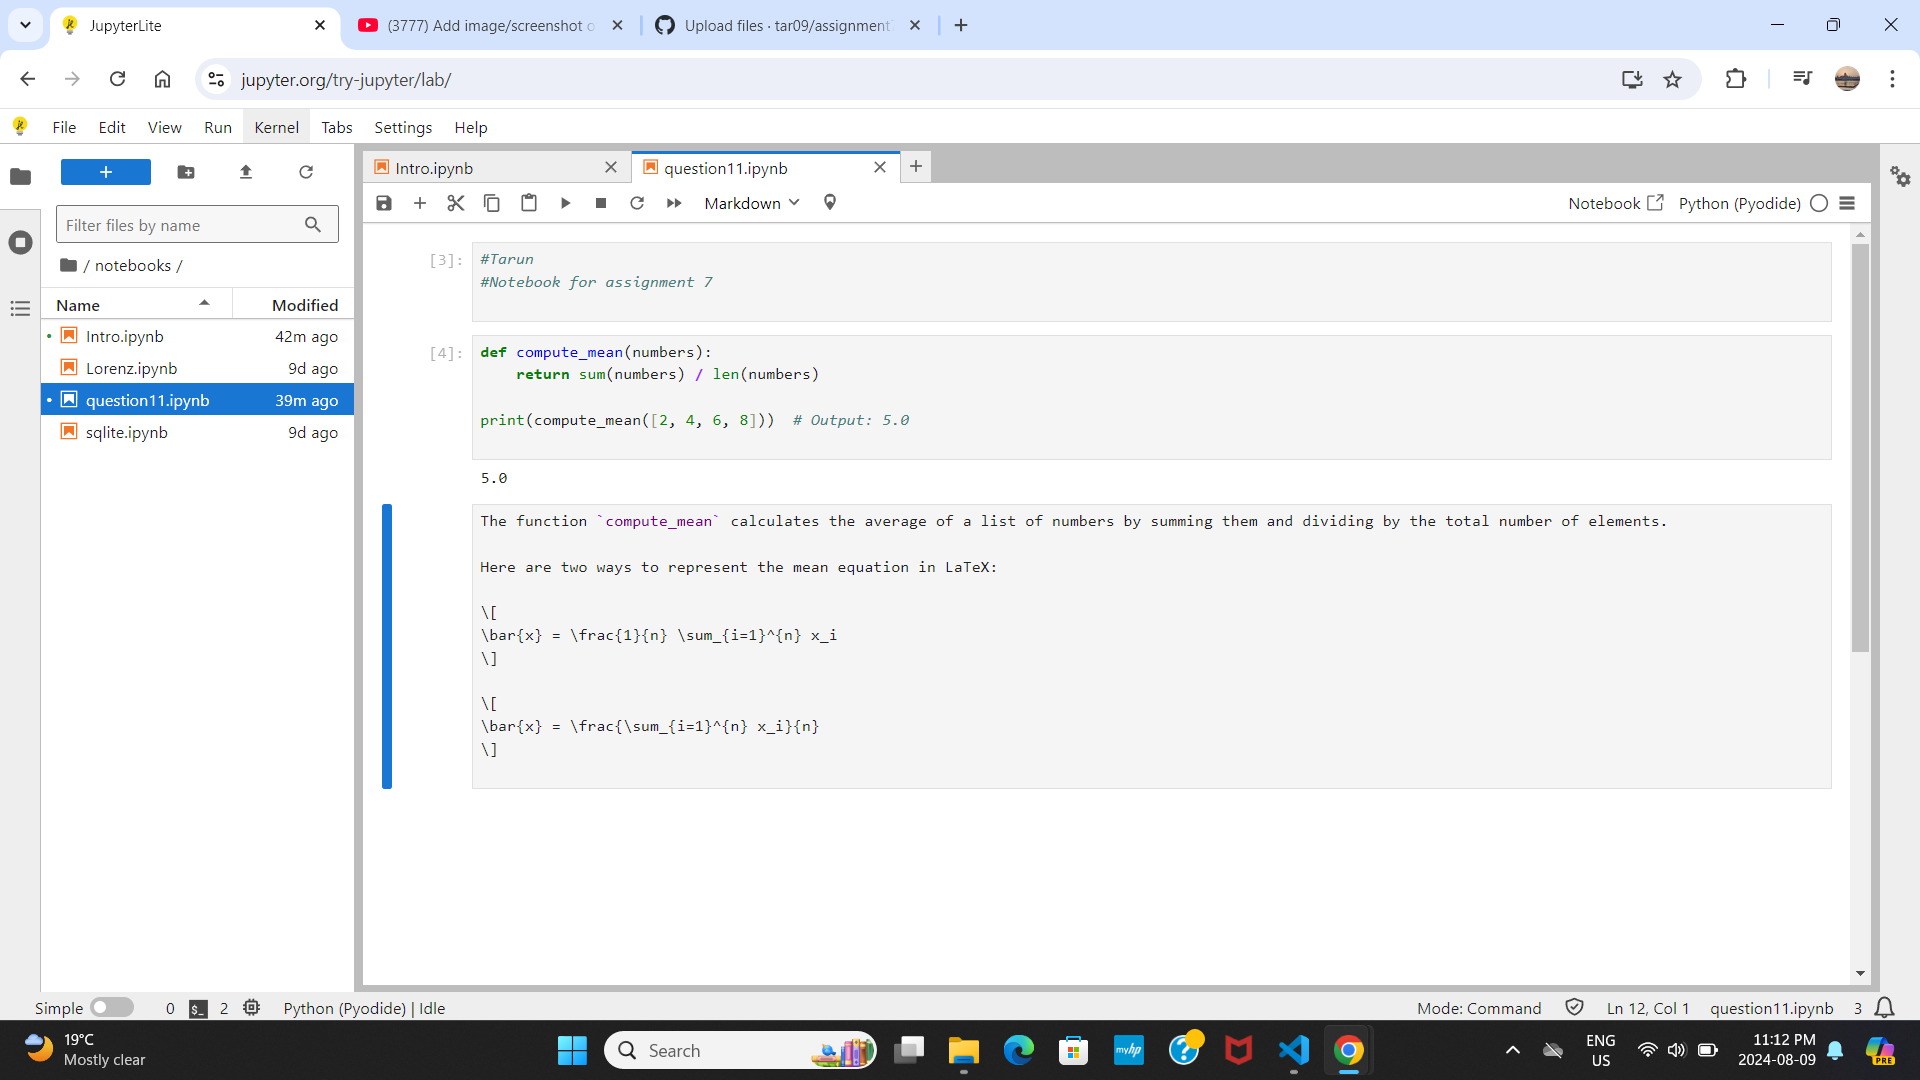 JupyterLite
(3777) Add image/screenshot o
Upload files · tar09/assignment
jupyter.org/try-jupyter/lab/
File Edit View Run Kernel Tabs Settings Help
Intro.ipynb
question11.ipynb
Markdown
Notebook
Python (Pyodide)
Filter files by name
/ notebooks /
Name Modified
Intro.ipynb 42m ago
Lorenz.ipynb 9d ago
question11.ipynb 39m ago
sqlite.ipynb 9d ago
[3]:
#Tarun
#Notebook for assignment 7
[4]:
def compute_mean(numbers):
    return sum(numbers) / len(numbers)
print(compute_mean([2, 4, 6, 8]))  # Output: 5.0
5.0
The function `compute_mean` calculates the average of a list of numbers by summing them and dividing by the total number of elements.
Here are two ways to represent the mean equation in LaTeX:
\[
\bar{x} = \frac{1}{n} \sum_{i=1}^{n} x_i
\]
\[
\bar{x} = \frac{\sum_{i=1}^{n} x_i}{n}
\]
Simple 0 $_ 2 Python (Pyodide) | Idle
Mode: Command Ln 12, Col 1 question11.ipynb 3
19°C
Mostly clear
Search
myhp
ENG
US
11:12 PM
2024-08-09
PRE